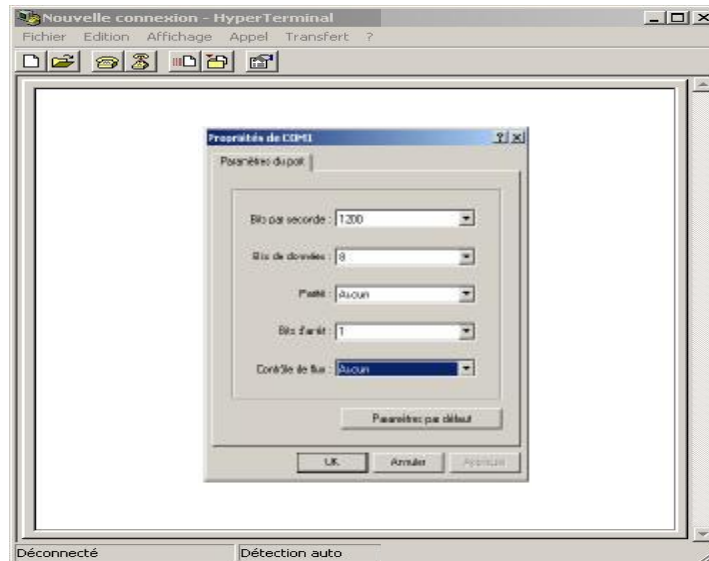 Nouvelle connexion - HyperTerminal
Fichier Edition Affichage Appel Transfert ?
Propriétés de COM1
Paramètres du port
Bits par seconde : 1200
Bits de données : 8
Parité : Aucun
Bits d'arrêt : 1
Contrôle de flux : Aucun
Paramètres par défaut
OK Annuler Appliquer
Déconnecté Détection auto